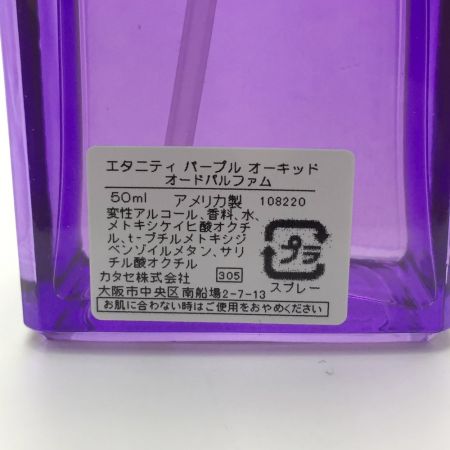 エタニティ パープル オーキッド
オードパルファム
50ml アメリカ製 108220
変性アルコール、香料、水、
メトキシケイヒ酸オクチ
ル、t-ブチルメトキシジ
ベンゾイルメタン、サリ
チル酸オクチル
プラ
カタセ株式会社 305 スプレー
大阪市中央区南船場2-7-13
お肌に合わない時はご使用をおやめください